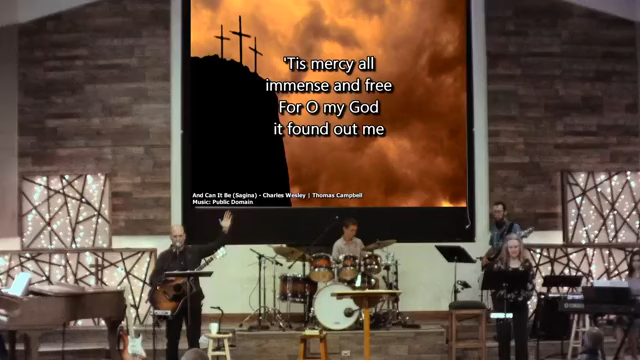 'Tis mercy all
immense and free
For O my God
it found out me
And Can It Be (Sagina) - Charles Wesley | Thomas Campbell
Music: Public Domain